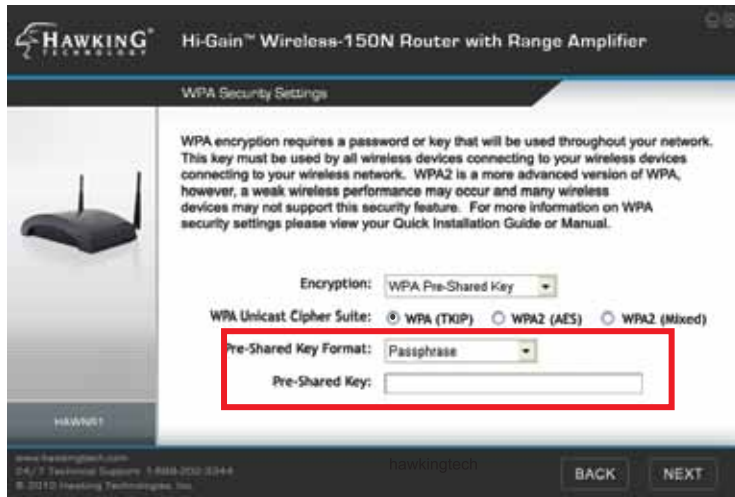 HAWKING
TECHNOLOGY
Hi-Gain™ Wireless-150N Router with Range Amplifier
WPA Security Settings
WPA encryption requires a password or key that will be used throughout your network.
This key must be used by all wireless devices connecting to your wireless devices
connecting to your wireless network. WPA2 is a more advanced version of WPA,
however, a weak wireless performance may occur and many wireless
devices may not support this security feature. For more information on WPA
security settings please view your Quick Installation Guide or Manual.
Encryption: WPA Pre-Shared Key
WPA Unicast Cipher Suite: WPA (TKIP) WPA2 (AES) WPA2 (Mixed)
Pre-Shared Key Format: Passphrase
Pre-Shared Key:
www.hawkingtech.com
24/7 Technical Support:
© 2010 Hawking Technologies, Inc.
hawkingtech
BACK NEXT